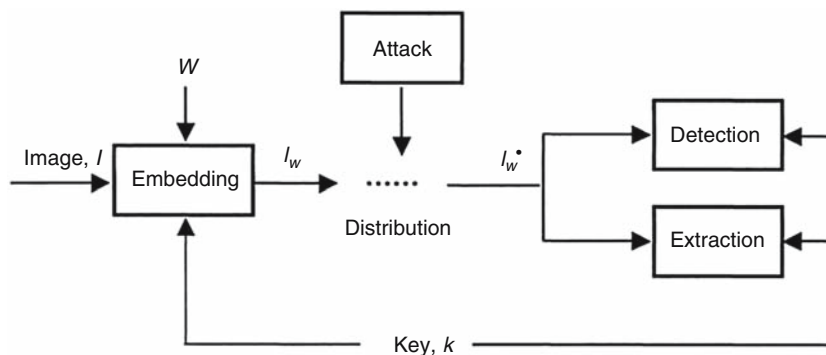 Attack
W
Detection
Image, I
Embedding
I_w
......
I_w•
Distribution
Extraction
Key, k